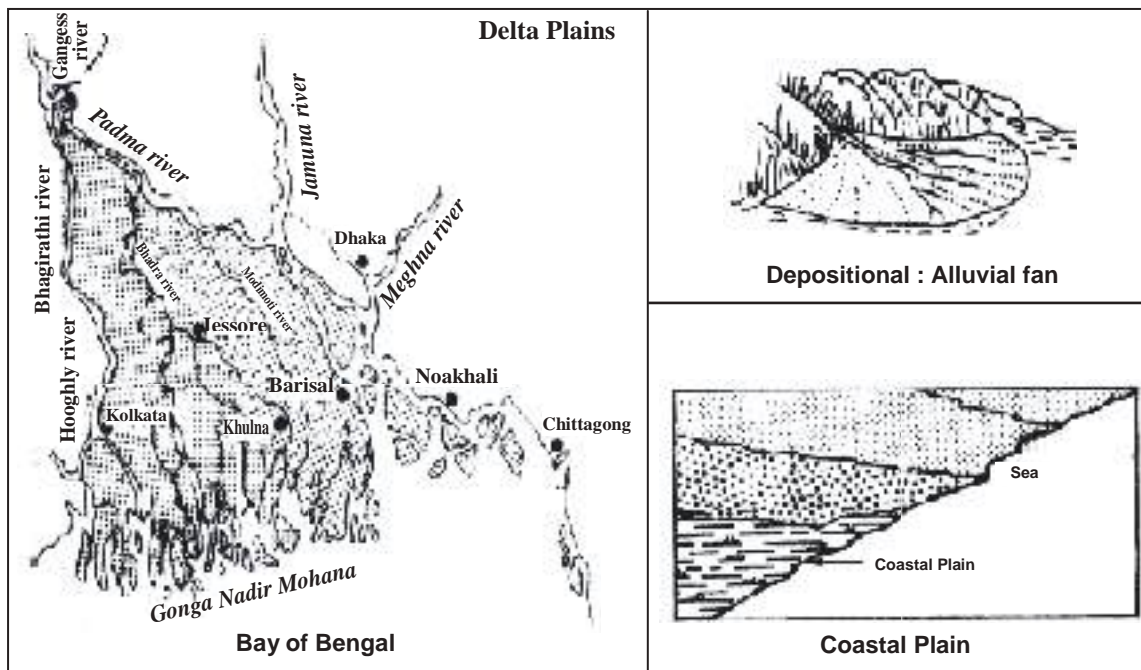 Delta Plains
Gangess
river
Padma river
Jamuna river
Bhagirathi river
Bhadra river
Modimoti river
Dhaka
Meghna river
Jessore
Hooghly river
Kolkata
Khulna
Barisal
Noakhali
Chittagong
Gonga Nadir Mohana
Bay of Bengal
Depositional : Alluvial fan
Sea
Coastal Plain
Coastal Plain